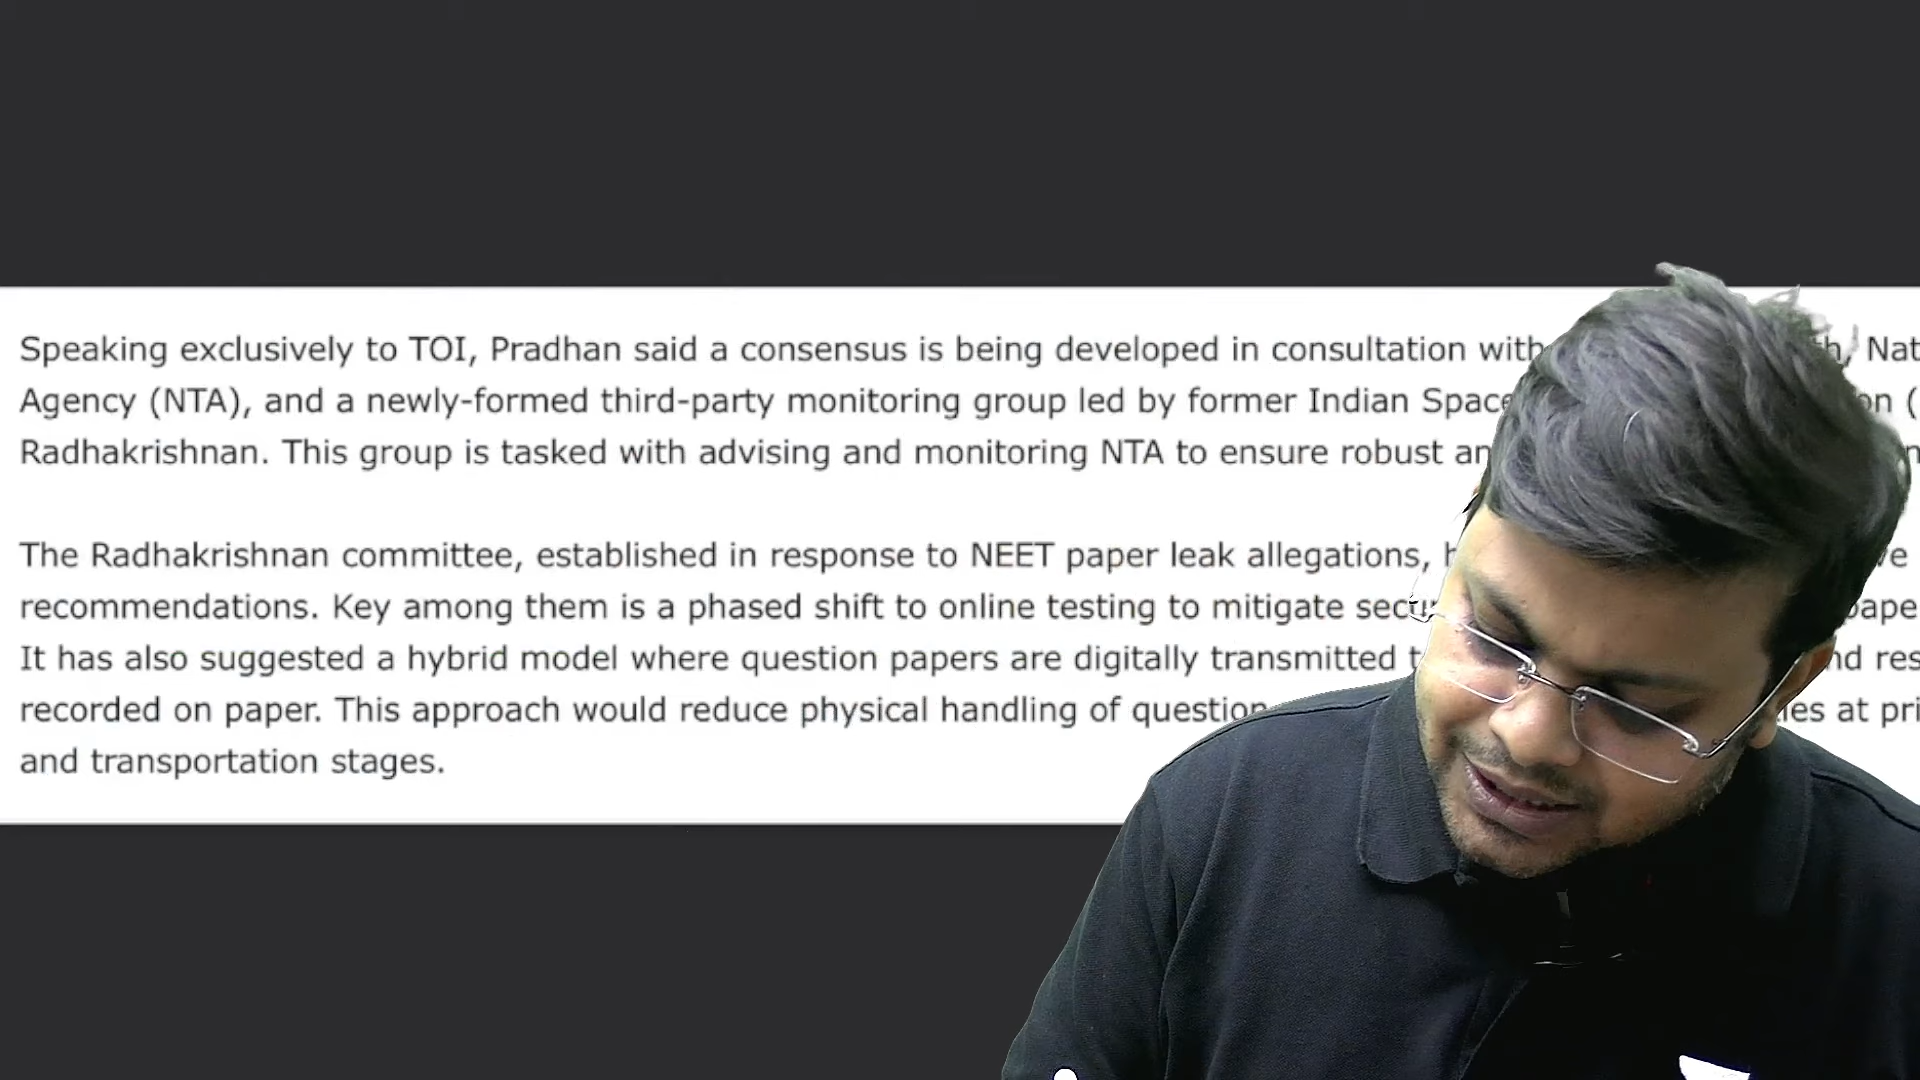 Speaking exclusively to TOI, Pradhan said a consensus is being developed in consultation with
Agency (NTA), and a newly-formed third-party monitoring group led by former Indian Space
Radhakrishnan. This group is tasked with advising and monitoring NTA to ensure robust
The Radhakrishnan committee, established in response to NEET paper leak allegations,
recommendations. Key among them is a phased shift to online testing to mitigate
It has also suggested a hybrid model where question papers are digitally transmitted
recorded on paper. This approach would reduce physical handling of question at
and transportation stages.